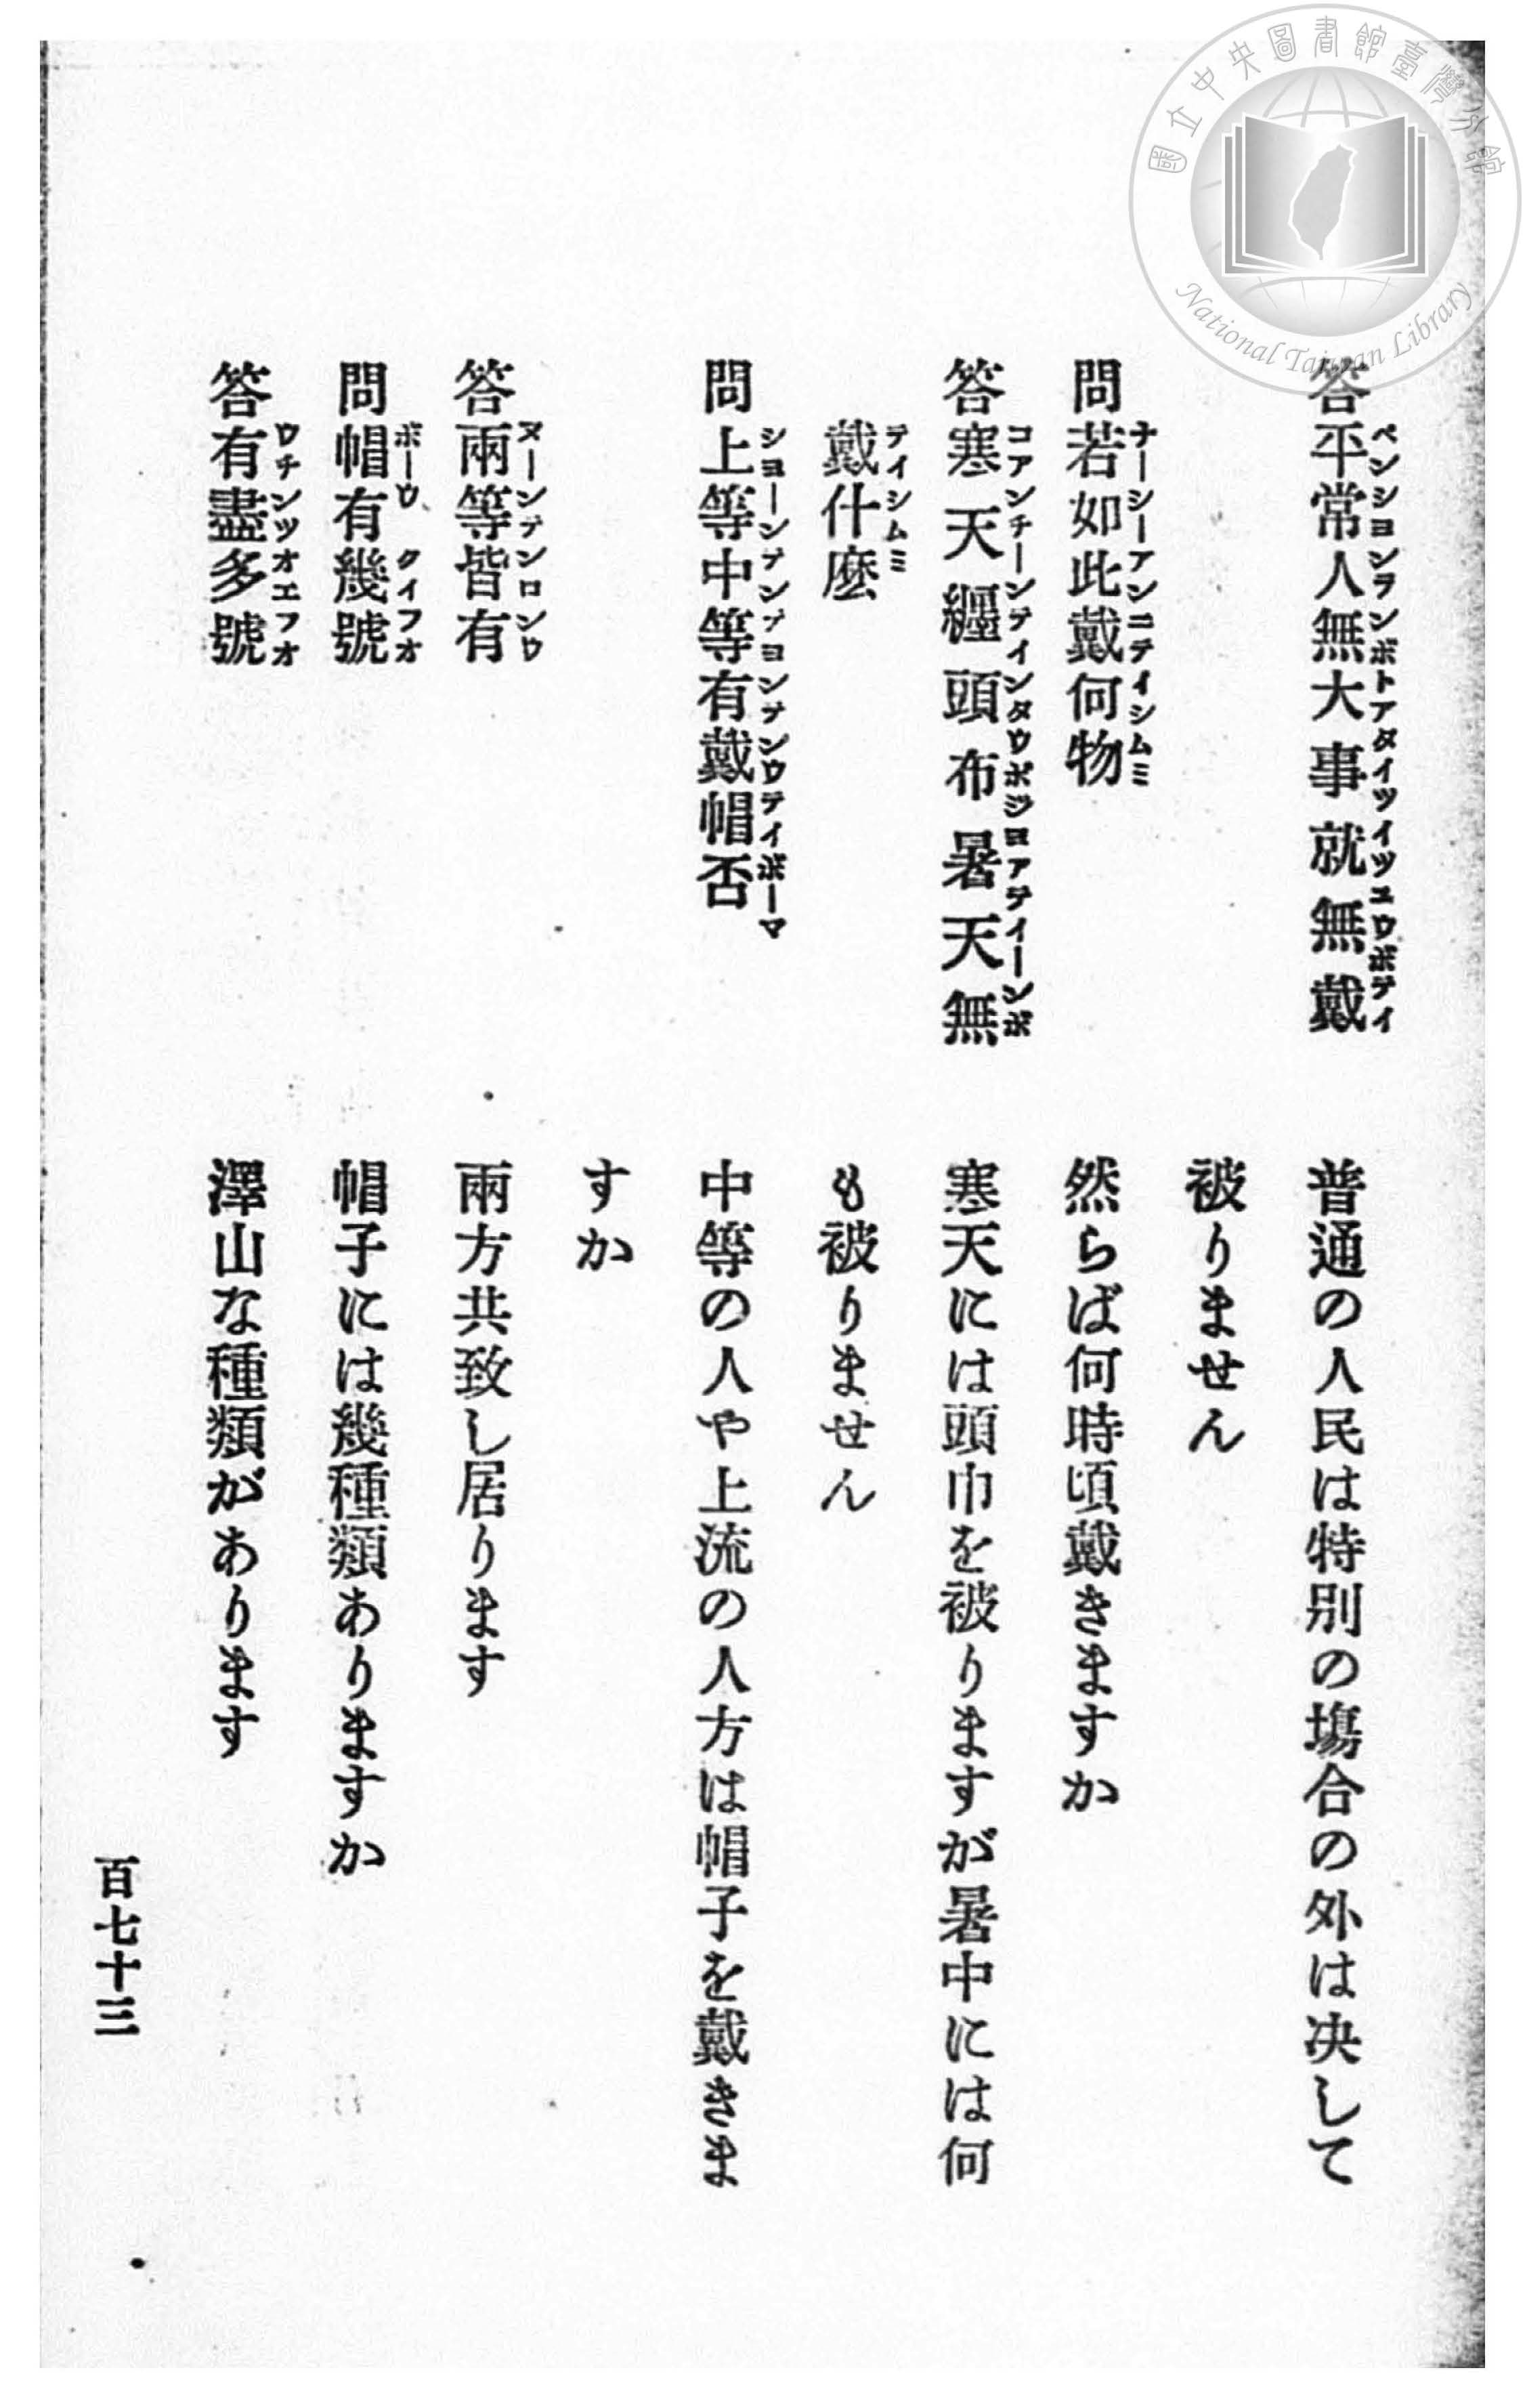 國立中央圖書館臺灣分館
National Taiwan Library
答平常人無大事就無戴
ペンシヨンランボトアタイツイツユウボテイ
普通の人民は特別の塲合の外は決して
被りません
問若如此戴何物
ナーシーアンコテイシムミ
然らば何時頃戴きますか
答寒天纒頭布暑天無
コアンチーンテインタウポジヨアテイーンボ
戴什麽
テイシムミ
寒天には頭巾を被りますが暑中には何
も被りません
問上等中等有戴帽否
シヨーンテンテヨンテンウテイボーマ
中等の人や上流の人方は帽子を戴きま
すか
答兩等皆有
ヌーンテンロンウ
兩方共致し居ります
問帽有幾號
ボーウクイフオ
帽子には幾種類ありますか
答有盡多號
ウチンツオエフオ
澤山な種類があります
百七十三